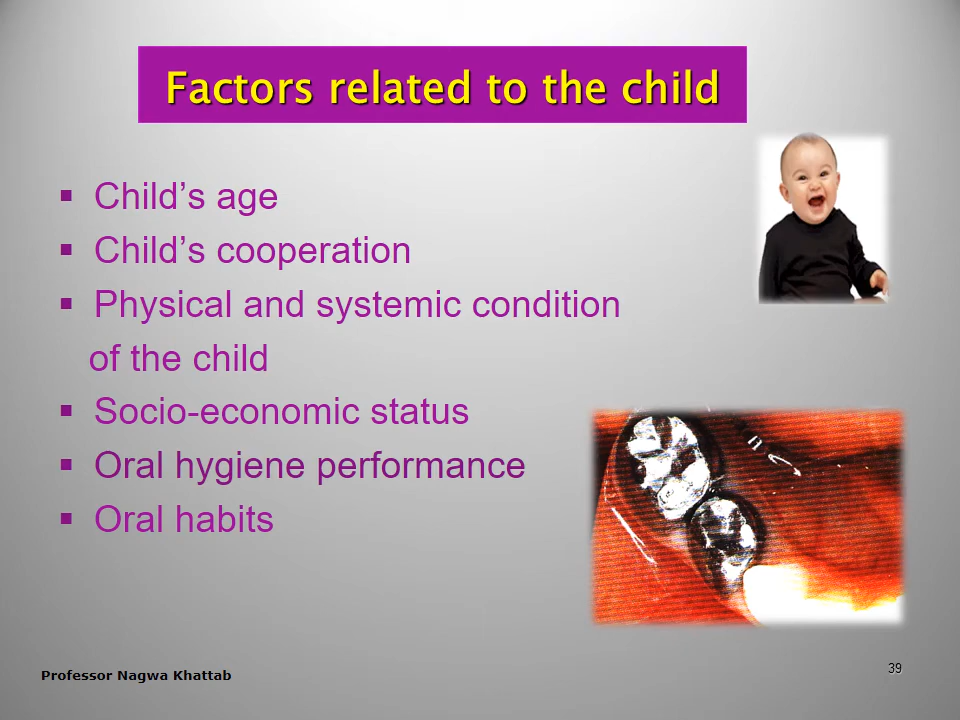 Factors related to the child
▪ Child’s age
▪ Child’s cooperation
▪ Physical and systemic condition
of the child
▪ Socio-economic status
▪ Oral hygiene performance
▪ Oral habits
Professor Nagwa Khattab
39